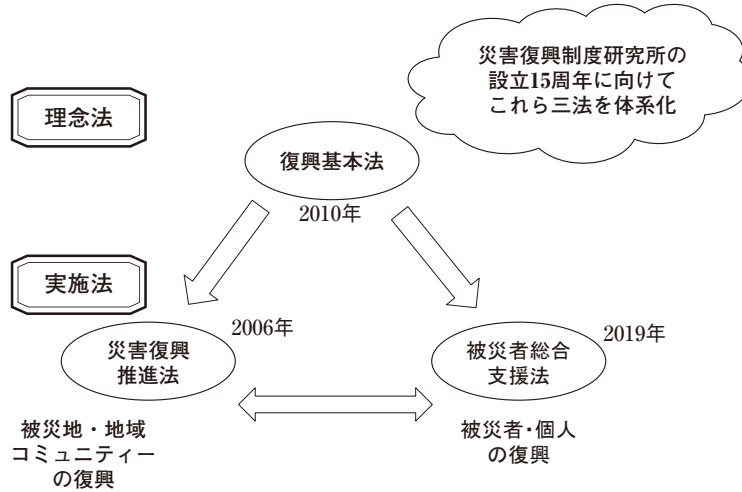 災害復興制度研究所の
設立15周年に向けて
これら三法を体系化
理念法
復興基本法
2010年
実施法
2006年
災害復興
推進法
2019年
被災者総合
支援法
被災地・地域
コミュニティー
の復興
被災者・個人
の復興